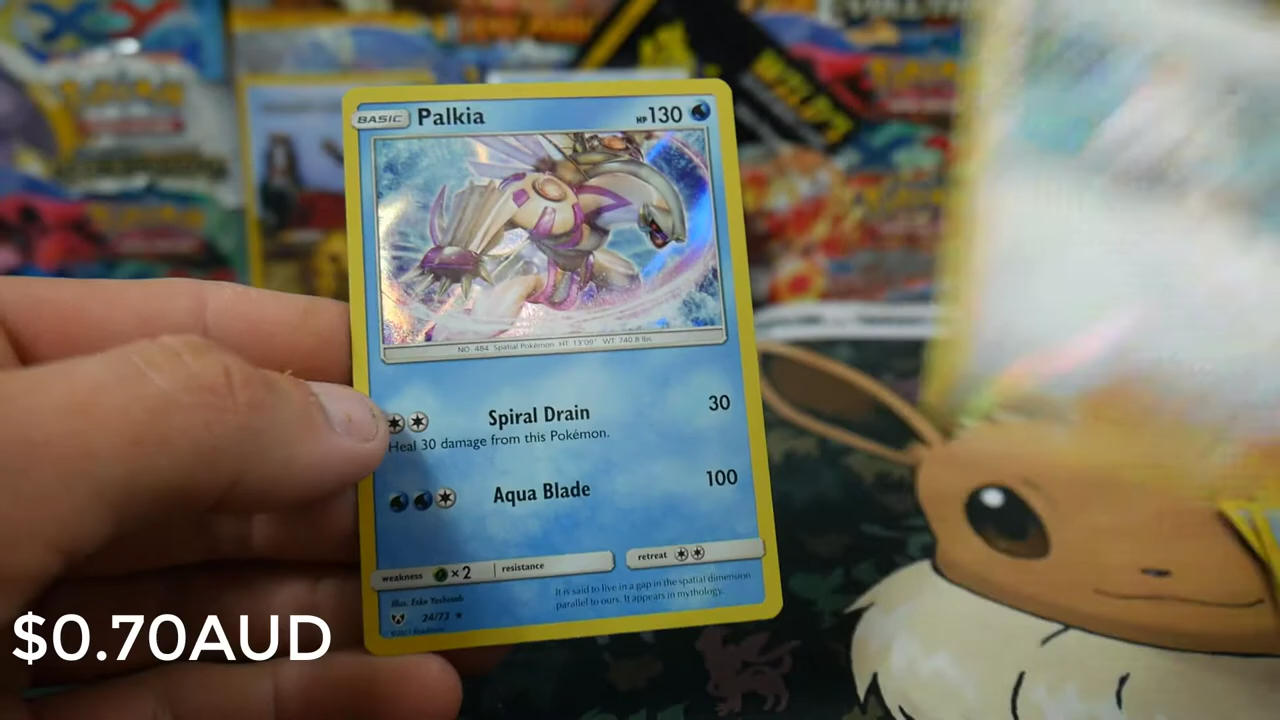 BASIC Palkia HP 130
NO. 484 Spatial Pokémon HT: 13'09" WT: 740.8 lbs.
Spiral Drain 30
Heal 30 damage from this Pokémon.
Aqua Blade 100
weakness ×2 resistance retreat
It is said to live in a gap in the spatial dimension
parallel to ours. It appears in mythology.
Illus. Eske Yoshinob
24/73
©2017 Pokémon
$0.70AUD